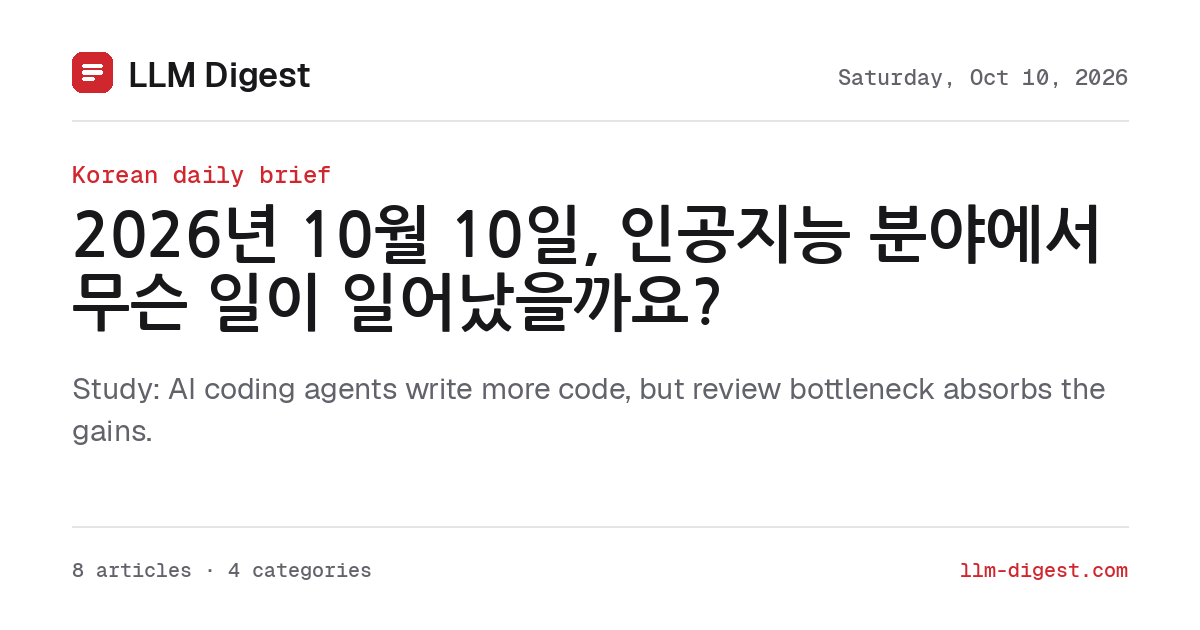 LLM Digest
Saturday, Oct 10, 2026
Korean daily brief
2026년 10월 10일, 인공지능 분야에서
무슨 일이 일어났을까요?
Study: AI coding agents write more code, but review bottleneck absorbs the
gains.
8 articles · 4 categories
llm-digest.com